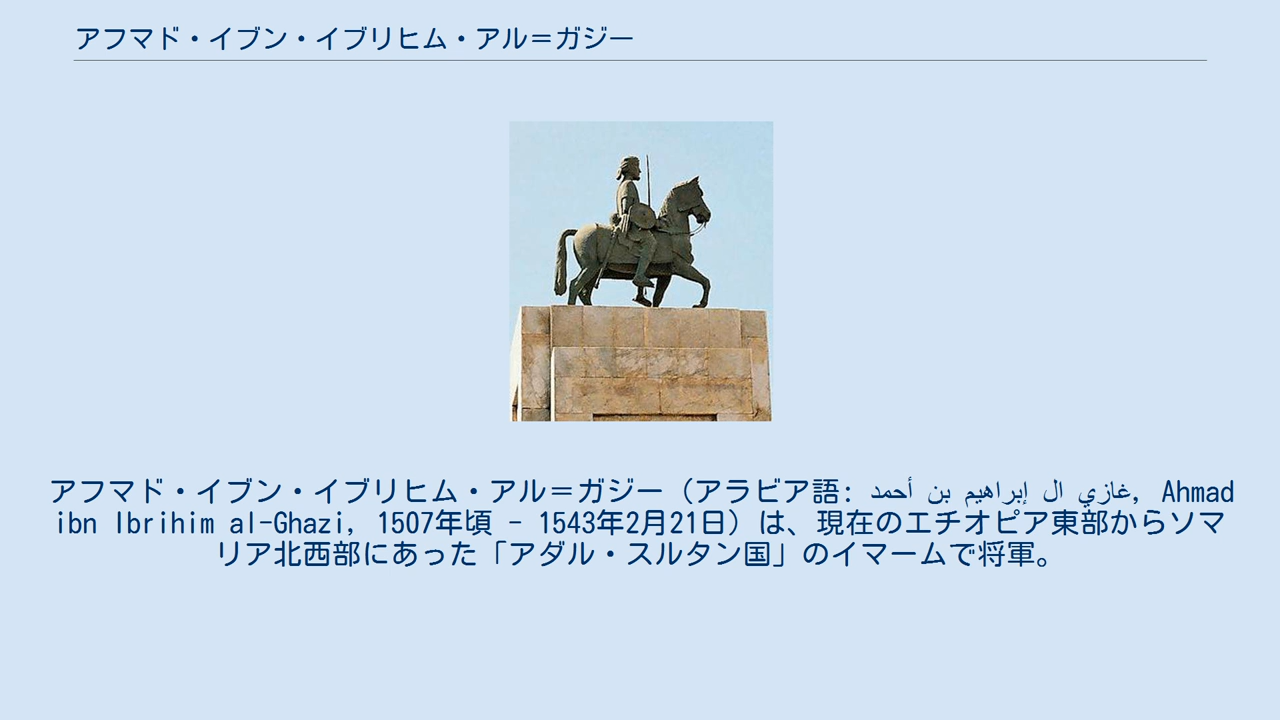 アフマド・イブン・イブリヒム・アル＝ガジー
アフマド・イブン・イブリヒム・アル＝ガジー（アラビア語: غازي ال إبراهيم بن أحمد, Ahmad
ibn Ibrihim al-Ghazi, 1507年頃 - 1543年2月21日）は、現在のエチオピア東部からソマ
リア北西部にあった「アダル・スルタン国」のイマームで将軍。